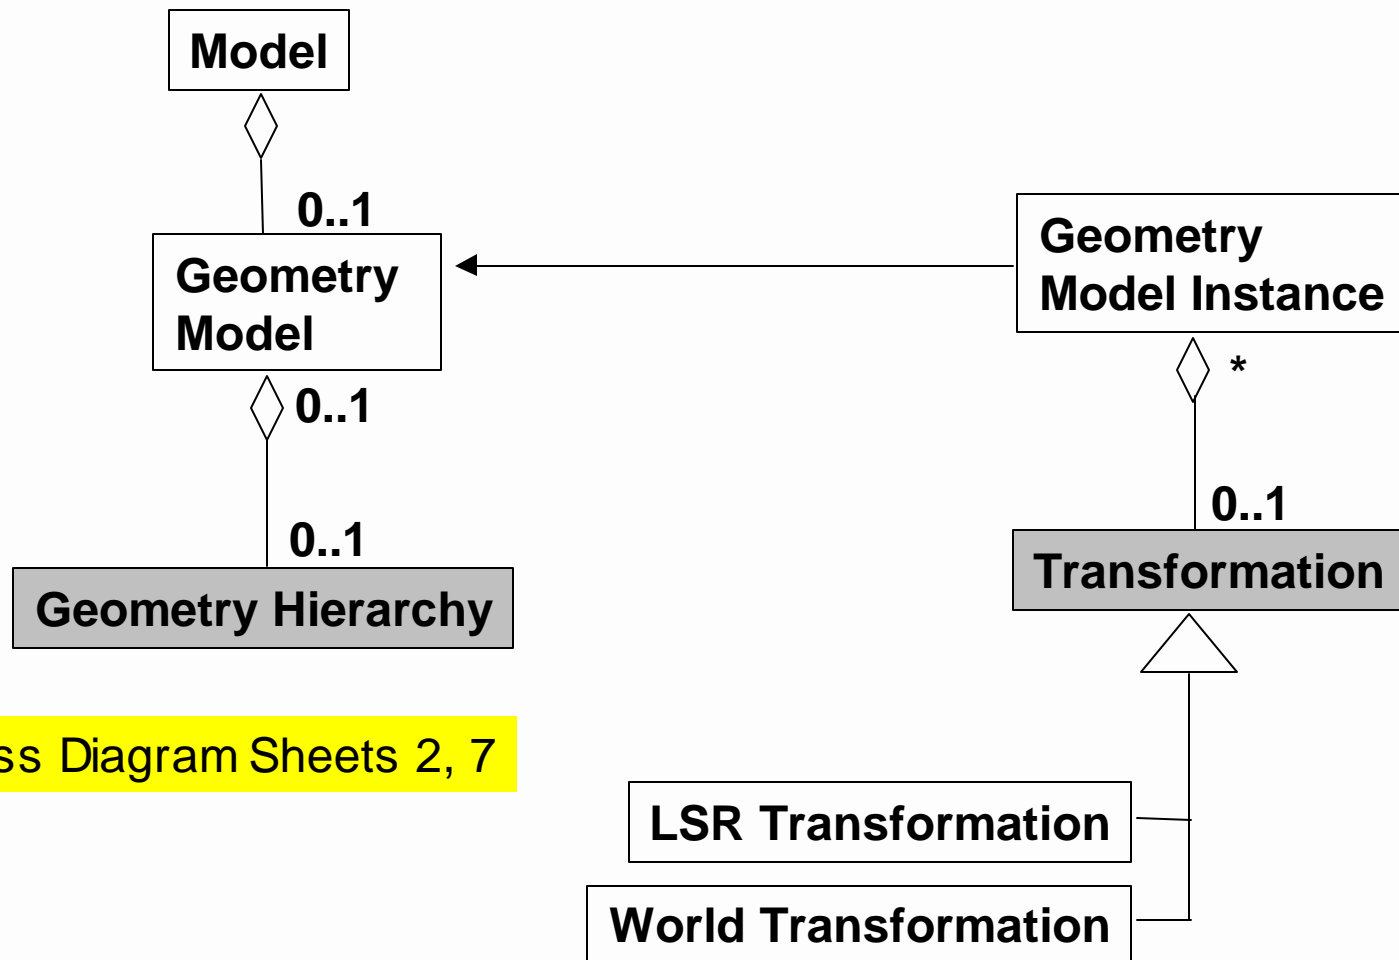 Model
0..1
Geometry
Model
Geometry
Model Instance
0..1
*
0..1
0..1
Geometry Hierarchy
Transformation
ss Diagram Sheets 2, 7
LSR Transformation
World Transformation